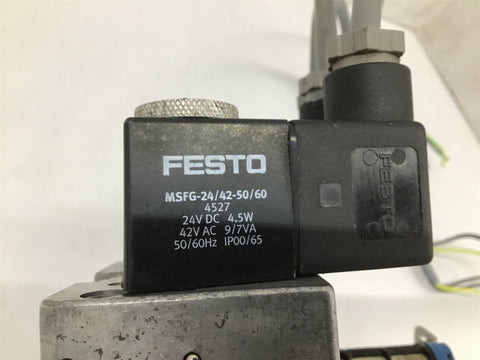 FESTO
MSFG-24/42-50/60
4527
24V DC 4.5W
42V AC 9/7VA
50/60Hz IP00/65
FESTO